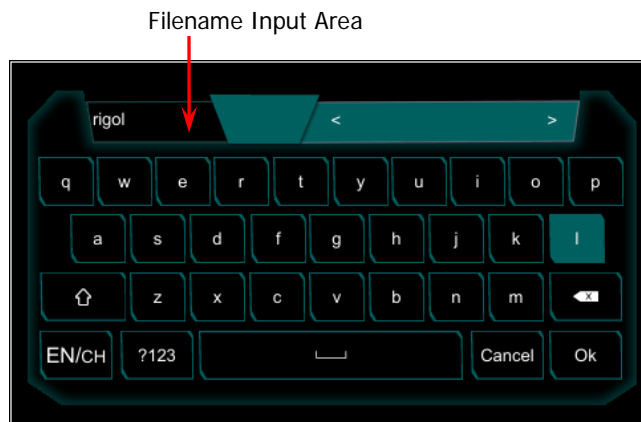 Filename Input Area
rigol < >
q w e r t y u i o p
a s d f g h j k l
z x c v b n m x
EN/CH ?123 Cancel Ok